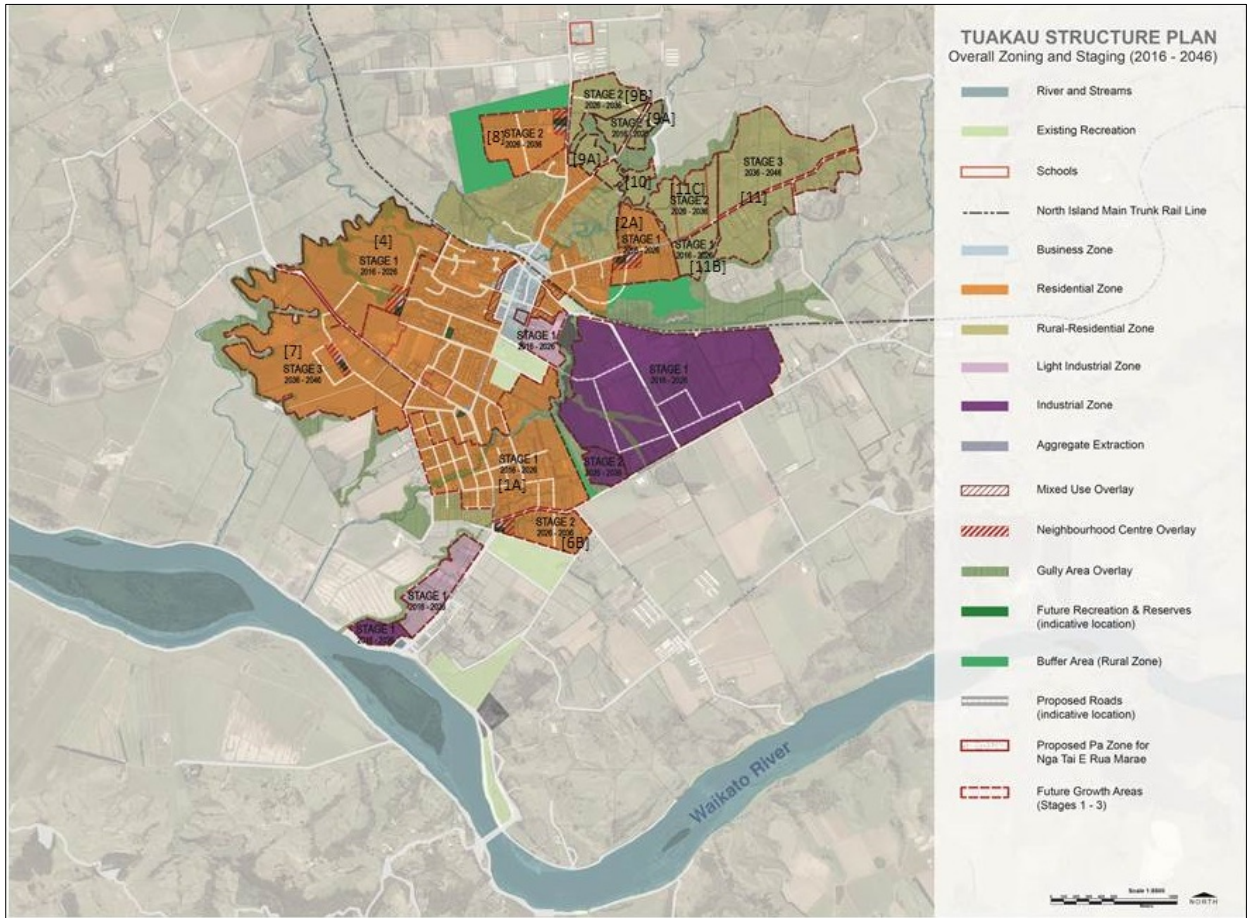 TUAKAU STRUCTURE PLAN
Overall Zoning and Staging (2016 - 2046)
River and Streams
Existing Recreation
Schools
North Island Main Trunk Rail Line
Business Zone
Residential Zone
Rural-Residential Zone
Light Industrial Zone
Industrial Zone
Aggregate Extraction
Mixed Use Overlay
Neighbourhood Centre Overlay
Gully Area Overlay
Future Recreation & Reserves
(indicative location)
Buffer Area (Rural Zone)
Proposed Roads
(indicative location)
Proposed Pa Zone for
Nga Tai E Rua Marae
Future Growth Areas
(Stages 1 - 3)
Scale 1:8500
NORTH
STAGE 2
2026 - 2036
[9B]
[9A]
[8]
STAGE 2
2026 - 2036
[9A]
[10]
STAGE 3
2036 - 2046
[11]
[11C]
STAGE 2
2026 - 2036
[2A]
STAGE 1
STAGE 1
2016 - 2026
[11B]
[4]
STAGE 1
2016 - 2026
[7]
STAGE 3
2036 - 2046
STAGE 1
2016 - 2026
STAGE 1
2016 - 2026
STAGE 2
STAGE 1
2016 - 2026
[1A]
STAGE 2
2026 - 2036
[6B]
STAGE 1
2016 - 2026
STAGE 1
Waikato River